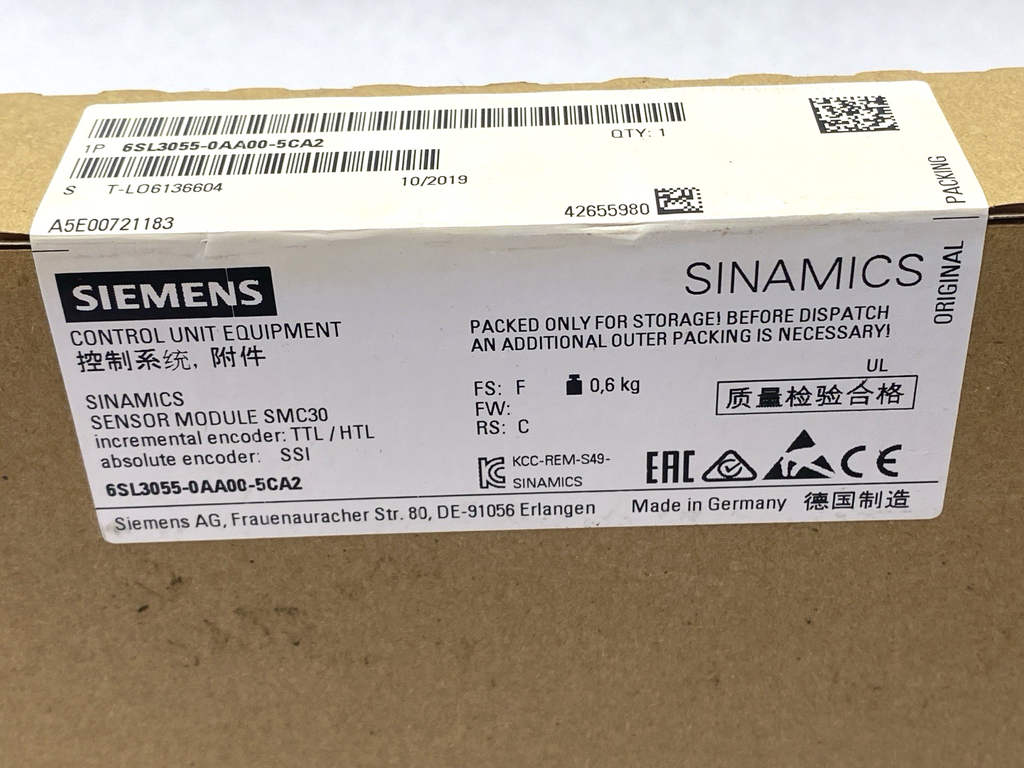 1P 6SL3055-0AA00-5CA2
QTY: 1
S T-LO6136604
10/2019
A5E00721183
42655980
ORIGINAL PACKING
SIEMENS
SINAMICS
CONTROL UNIT EQUIPMENT
控制系统, 附件
PACKED ONLY FOR STORAGE! BEFORE DISPATCH
AN ADDITIONAL OUTER PACKING IS NECESSARY!
SINAMICS
SENSOR MODULE SMC30
incremental encoder: TTL / HTL
absolute encoder: SSI
6SL3055-0AA00-5CA2
FS: F
0,6 kg
FW:
RS: C
UL
质量检验合格
KCC-REM-S49-
SINAMICS
EAC
CE
Siemens AG, Frauenauracher Str. 80, DE-91056 Erlangen
Made in Germany 德国制造